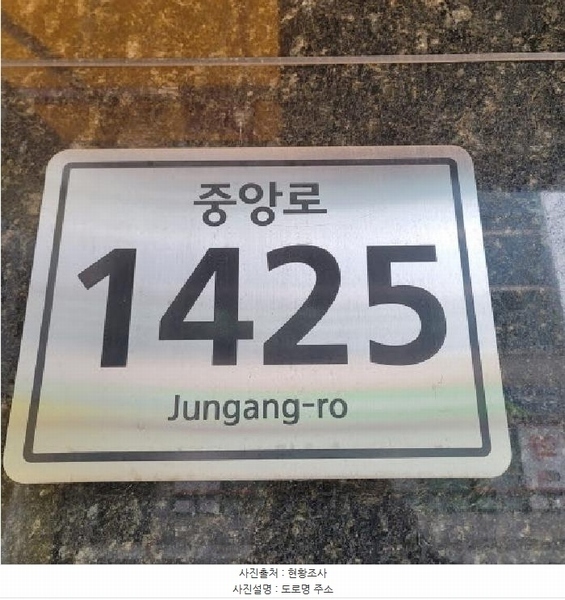 중앙로
1425
Jungang-ro
사진출처 : 현황조사
사진설명 : 도로명 주소